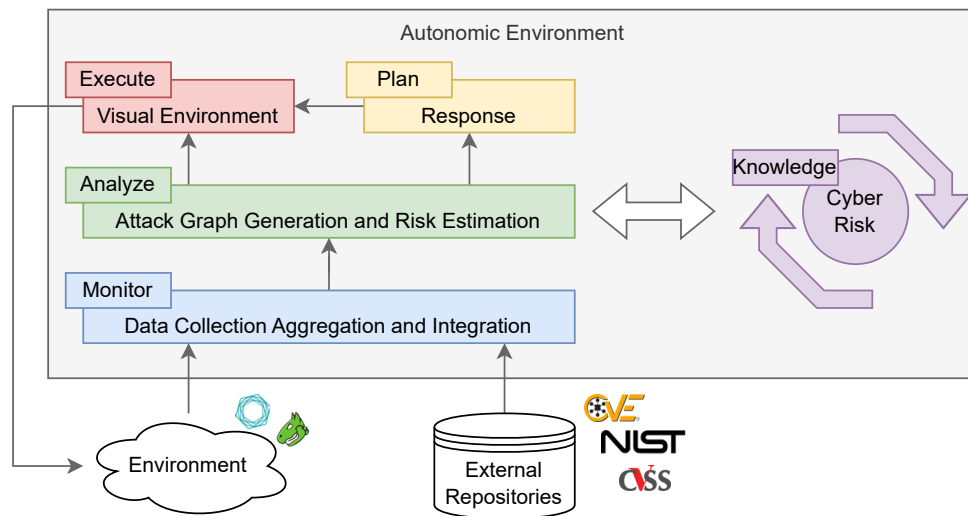 Autonomic Environment
Execute
Visual Environment
Plan
Response
Analyze
Attack Graph Generation and Risk Estimation
Knowledge
Cyber
Risk
Monitor
Data Collection Aggregation and Integration
Environment
External
Repositories
CVE®
NIST
CVSS